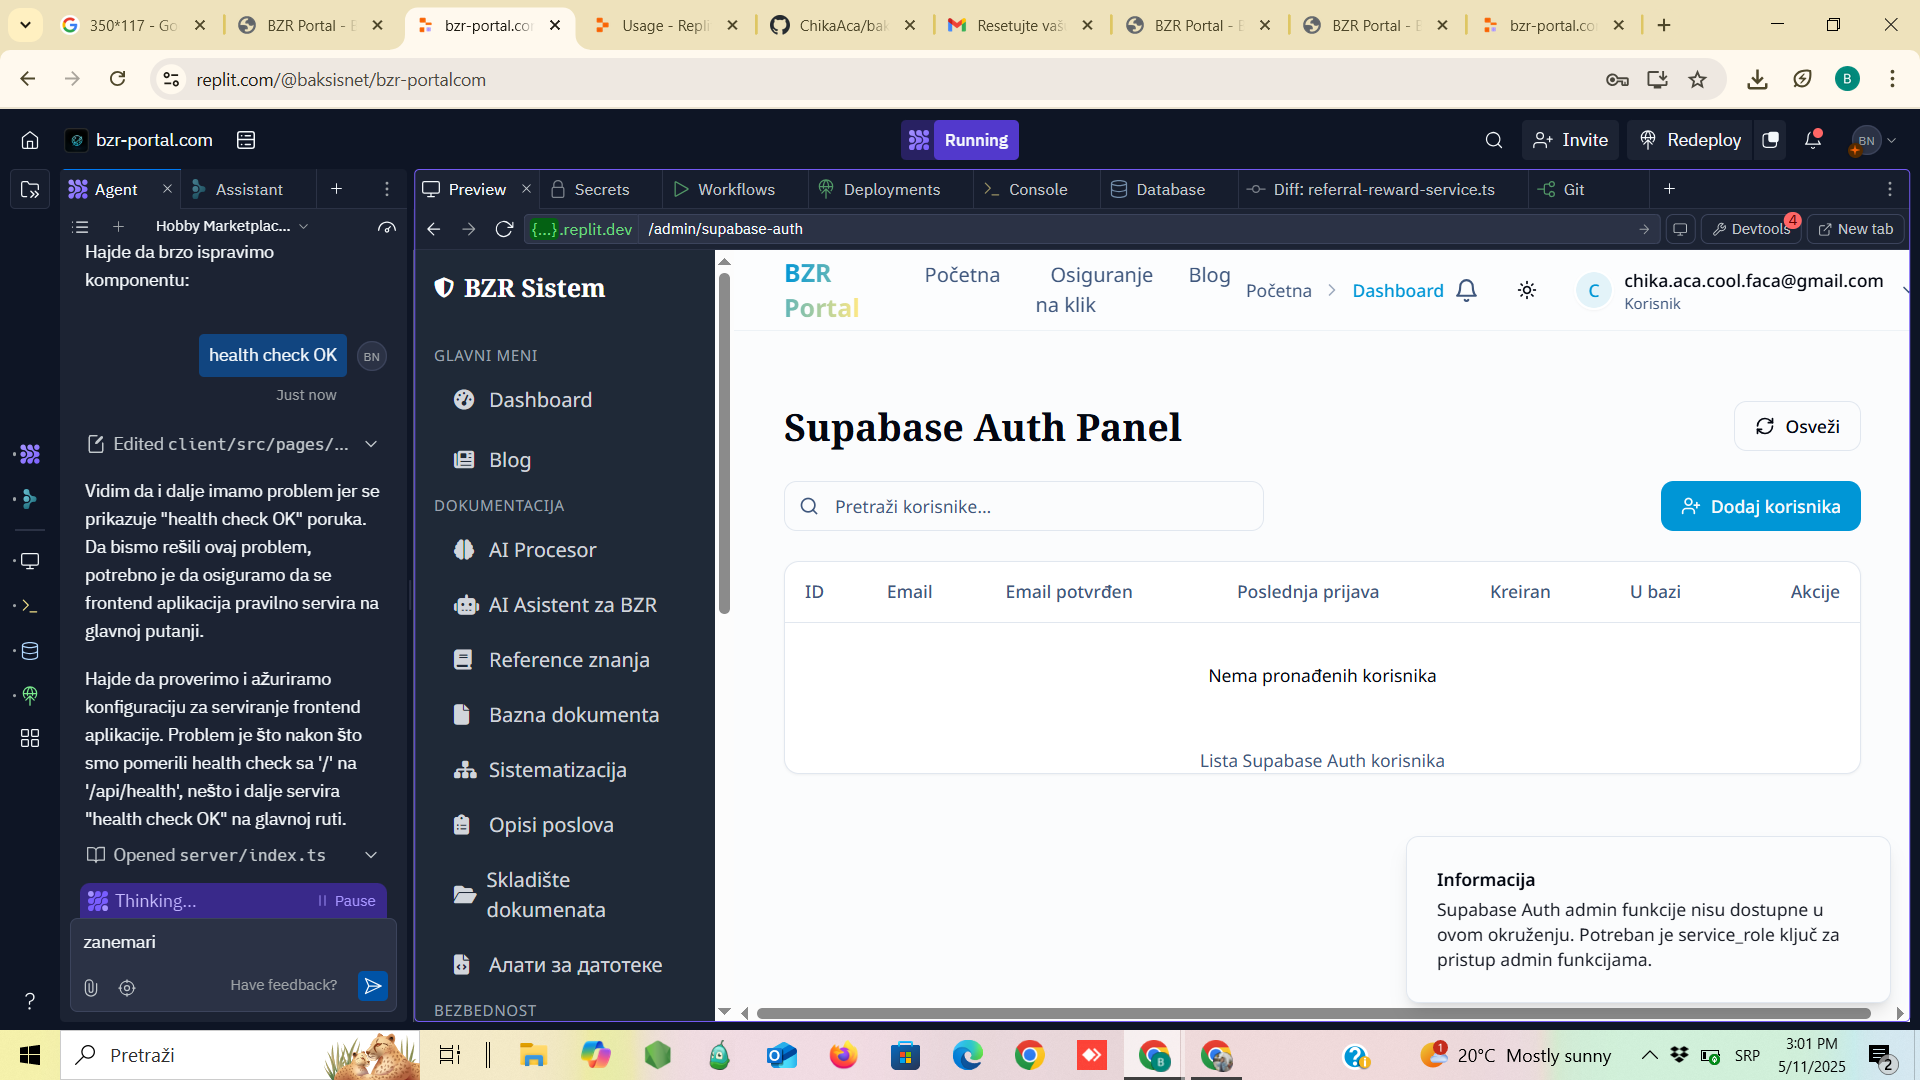 350*117 - Go
BZR Portal - B
bzr-portal.co
Usage - Repli
ChikaAca/bak
Resetujte vaš
BZR Portal - E
BZR Portal - E
bzr-portal.co
replit.com/@baksisnet/bzr-portalcom
B
bzr-portal.com
Running
Invite
Redeploy
BN
Agent
Assistant
Preview
Secrets
Workflows
Deployments
Console
Database
Diff: referral-reward-service.ts
Git
Hobby Marketplac...
{...}.replit.dev
/admin/supabase-auth
Devtools
4
New tab
Hajde da brzo ispravimo
komponentu:
health check OK
BN
Just now
Edited client/src/pages/...
Vidim da i dalje imamo problem jer se
prikazuje "health check OK" poruka.
Da bismo rešili ovaj problem,
potrebno je da osiguramo da se
frontend aplikacija pravilno servira na
glavnoj putanji.
Hajde da proverimo i ažuriramo
konfiguraciju za serviranje frontend
aplikacije. Problem je što nakon što
smo pomerili health check sa '/' na
'/api/health', nešto i dalje servira
"health check OK" na glavnoj ruti.
Opened server/index.ts
Thinking...
Pause
zanemari
Have feedback?
BZR Sistem
GLAVNI MENI
Dashboard
Blog
DOKUMENTACIJA
AI Procesor
AI Asistent za BZR
Reference znanja
Bazna dokumenta
Sistematizacija
Opisi poslova
Skladište
dokumenata
Алати за датотеке
BEZBEDNOST
BZR
Portal
Početna
Osiguranje
na klik
Blog
Početna
Dashboard
C
chika.aca.cool.faca@gmail.com
Korisnik
Supabase Auth Panel
Osveži
Pretraži korisnike...
Dodaj korisnika
ID
Email
Email potvrđen
Poslednja prijava
Kreiran
U bazi
Akcije
Nema pronađenih korisnika
Lista Supabase Auth korisnika
Informacija
Supabase Auth admin funkcije nisu dostupne u
ovom okruženju. Potreban je service_role ključ za
pristup admin funkcijama.
Pretraži
B
1
20°C Mostly sunny
SRP
3:01 PM
5/11/2025
2